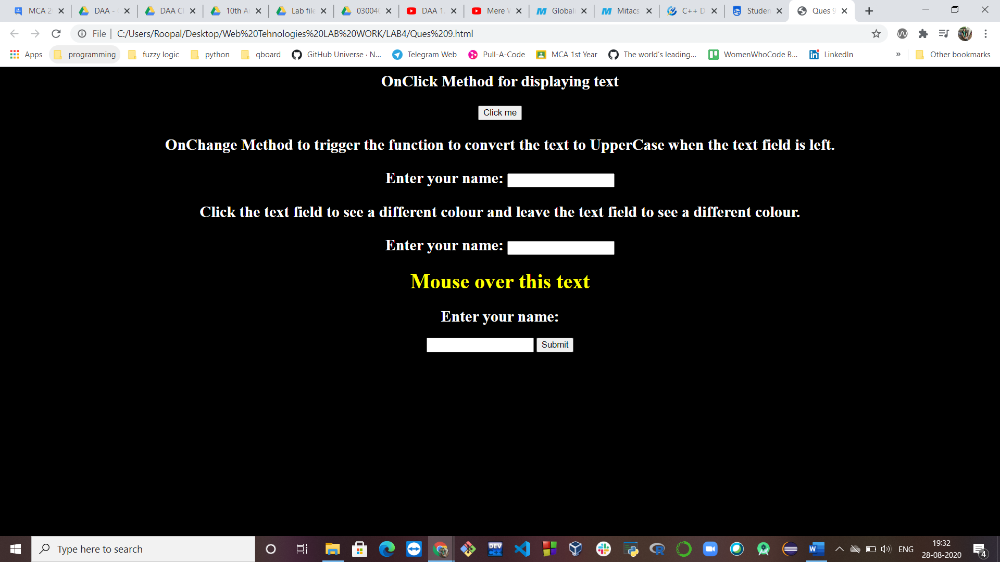 MCA 2
DAA -
DAA Cl
10th A
Lab file
03004
DAA 1.
Mere
Globali
Mitacs
C++ D
Studen
Ques 9
File | C:/Users/Roopal/Desktop/Web%20Tehnologies%20LAB%20WORK/LAB4/Ques%209.html
Apps programming fuzzy logic python qboard GitHub Universe · N... Telegram Web Pull-A-Code MCA 1st Year The world's leading... WomenWhoCode B... LinkedIn » Other bookmarks
OnClick Method for displaying text
Click me
OnChange Method to trigger the function to convert the text to UpperCase when the text field is left.
Enter your name:
Click the text field to see a different colour and leave the text field to see a different colour.
Enter your name:
Mouse over this text
Enter your name:
Submit
Type here to search
DEV
ENG
19:32
28-08-2020
4